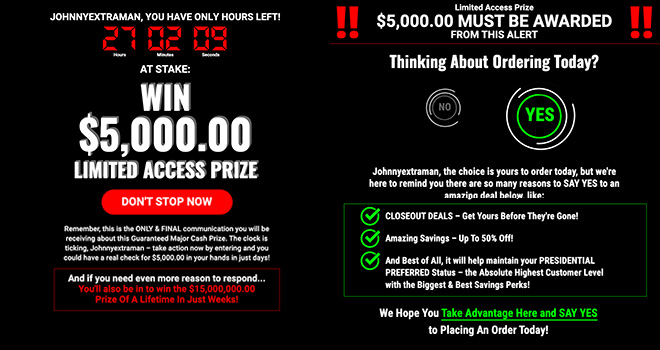 JOHNNYEXTRAMAN, YOU HAVE ONLY HOURS LEFT!
27 02 09
Hours Minutes Seconds
AT STAKE:
WIN
$5,000.00
LIMITED ACCESS PRIZE
DON'T STOP NOW
Remember, this is the ONLY & FINAL communication you will be
receiving about this Guaranteed Major Cash Prize. The clock is
ticking, Johnnyextraman – take action now by entering and you
could have a real check for $5,000.00 in your hands in just days!
And if you need even more reason to respond...
You'll also be in to win the $15,000,000.00
Prize Of A Lifetime In Just Weeks!
!! !!
Limited Access Prize
$5,000.00 MUST BE AWARDED
FROM THIS ALERT
Thinking About Ordering Today?
NO YES
Johnnyextraman, the choice is yours to order today, but we're
here to remind you there are so many reasons to SAY YES to an
amazing deal below, like:
CLOSEOUT DEALS – Get Yours Before They're Gone!
Amazing Savings – Up To 50% Off!
And Best of All, it will help maintain your PRESIDENTIAL
PREFERRED Status – the Absolute Highest Customer Level
with the Biggest & Best Savings Perks!
We Hope You Take Advantage Here and SAY YES
to Placing An Order Today!